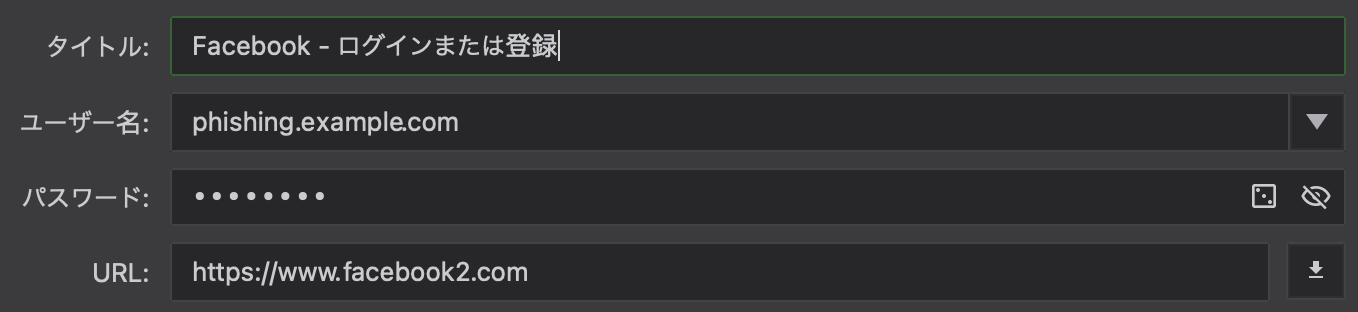 タイトル: Facebook - ログインまたは登録
ユーザー名: phishing.example.com
パスワード: ••••••••
URL: https://www.facebook2.com